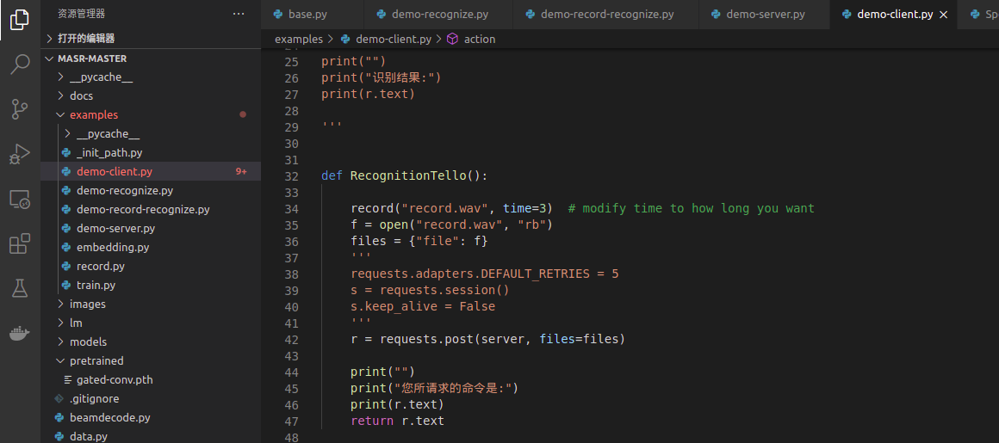 资源管理器
打开的编辑器
MASR-MASTER
__pycache__
docs
examples
__pycache__
_init_path.py
demo-client.py 9+
demo-recognize.py
demo-record-recognize.py
demo-server.py
embedding.py
record.py
train.py
images
lm
models
pretrained
gated-conv.pth
.gitignore
beamdecode.py
data.py
base.py demo-recognize.py demo-record-recognize.py demo-server.py demo-client.py Sp
examples > demo-client.py > action
25 print("")
26 print("识别结果:")
27 print(r.text)
28
29 '''
30
31
32 def RecognitionTello():
33
34 record("record.wav", time=3) # modify time to how long you want
35 f = open("record.wav", "rb")
36 files = {"file": f}
37 '''
38 requests.adapters.DEFAULT_RETRIES = 5
39 s = requests.session()
40 s.keep_alive = False
41 '''
42 r = requests.post(server, files=files)
43
44 print("")
45 print("您所请求的命令是:")
46 print(r.text)
47 return r.text
48